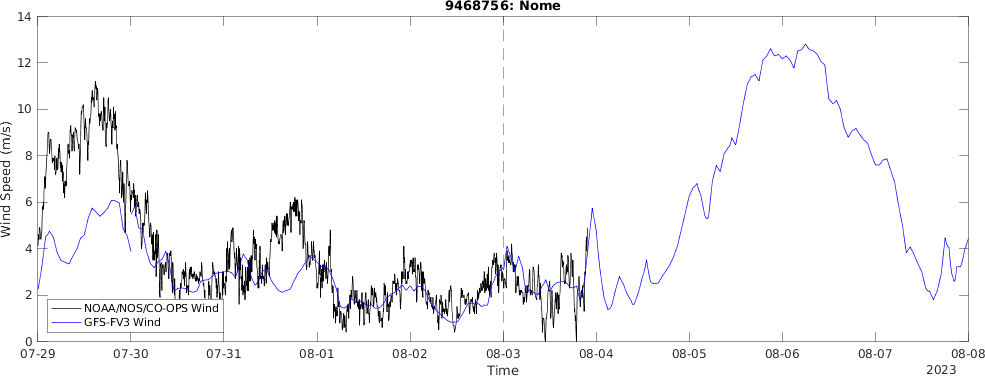 9468756: Nome
14
12
10
8
6
4
2
0
Wind Speed (m/s)
NOAA/NOS/CO-OPS Wind
GFS-FV3 Wind
07-29 07-30 07-31 08-01 08-02 08-03 08-04 08-05 08-06 08-07 08-08
Time
2023